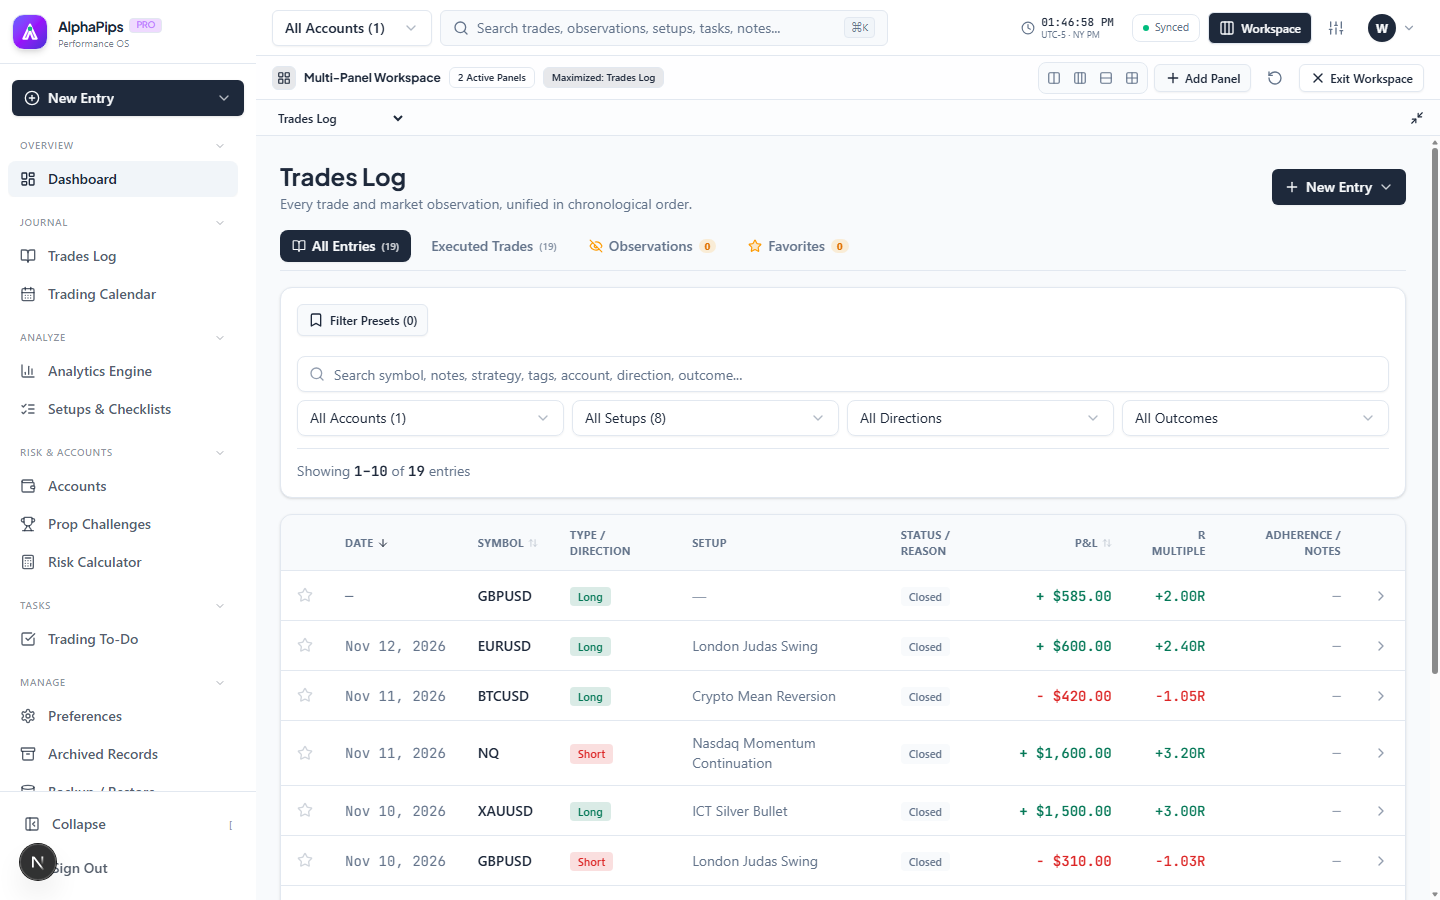 AlphaPips PRO
Performance OS
All Accounts (1)
Search trades, observations, setups, tasks, notes...
⌘K
01:46:58 PM
UTC-5 · NY PM
Synced
Workspace
W
New Entry
OVERVIEW
Dashboard
JOURNAL
Trades Log
Trading Calendar
ANALYZE
Analytics Engine
Setups & Checklists
RISK & ACCOUNTS
Accounts
Prop Challenges
Risk Calculator
TASKS
Trading To-Do
MANAGE
Preferences
Archived Records
Backup / Restore
Collapse [
N
Sign Out
Multi-Panel Workspace 2 Active Panels Maximized: Trades Log
Add Panel
Exit Workspace
Trades Log
Trades Log
Every trade and market observation, unified in chronological order.
New Entry
All Entries (19) Executed Trades (19) Observations 0 Favorites 0
Filter Presets (0)
Search symbol, notes, strategy, tags, account, direction, outcome...
All Accounts (1) All Setups (8) All Directions All Outcomes
Showing 1–10 of 19 entries
DATE ↓ SYMBOL TYPE / DIRECTION SETUP STATUS / REASON P&L R MULTIPLE ADHERENCE / NOTES
— GBPUSD Long — Closed + $585.00 +2.00R —
Nov 12, 2026 EURUSD Long London Judas Swing Closed + $600.00 +2.40R —
Nov 11, 2026 BTCUSD Long Crypto Mean Reversion Closed - $420.00 -1.05R —
Nov 11, 2026 NQ Short Nasdaq Momentum Continuation Closed + $1,600.00 +3.20R —
Nov 10, 2026 XAUUSD Long ICT Silver Bullet Closed + $1,500.00 +3.00R —
Nov 10, 2026 GBPUSD Short London Judas Swing Closed - $310.00 -1.03R —